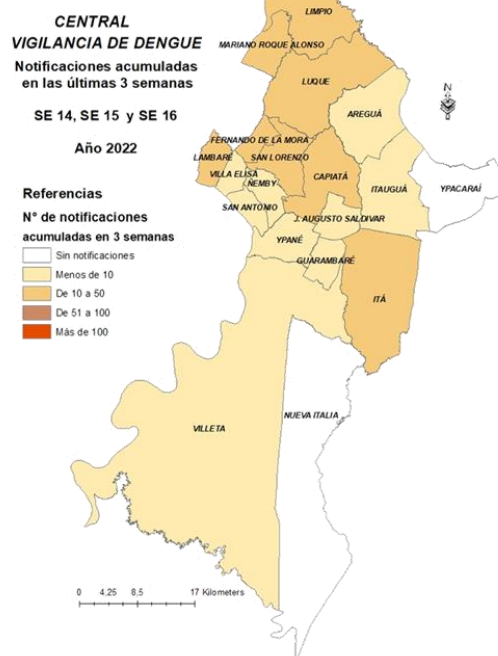 CENTRAL
VIGILANCIA DE DENGUE
Notificaciones acumuladas
en las últimas 3 semanas
SE 14, SE 15 y SE 16
Año 2022
Referencias
N° de notificaciones
acumuladas en 3 semanas
Sin notificaciones
Menos de 10
De 10 a 50
De 51 a 100
Más de 100
LIMPIO
MARIANO ROQUE ALONSO
LUQUE
N
AREGUÁ
FERNANDO DE LA MORA
LAMBARÉ
SAN LORENZO
VILLA ELISA
CAPIATÁ
ÑEMBY
ITAUGUÁ
YPACARAÍ
SAN ANTONIO
J. AUGUSTO SALDIVAR
YPANÉ
GUARAMBARÉ
ITÁ
NUEVA ITALIA
VILLETA
0 4,25 8,5 17 Kilometers